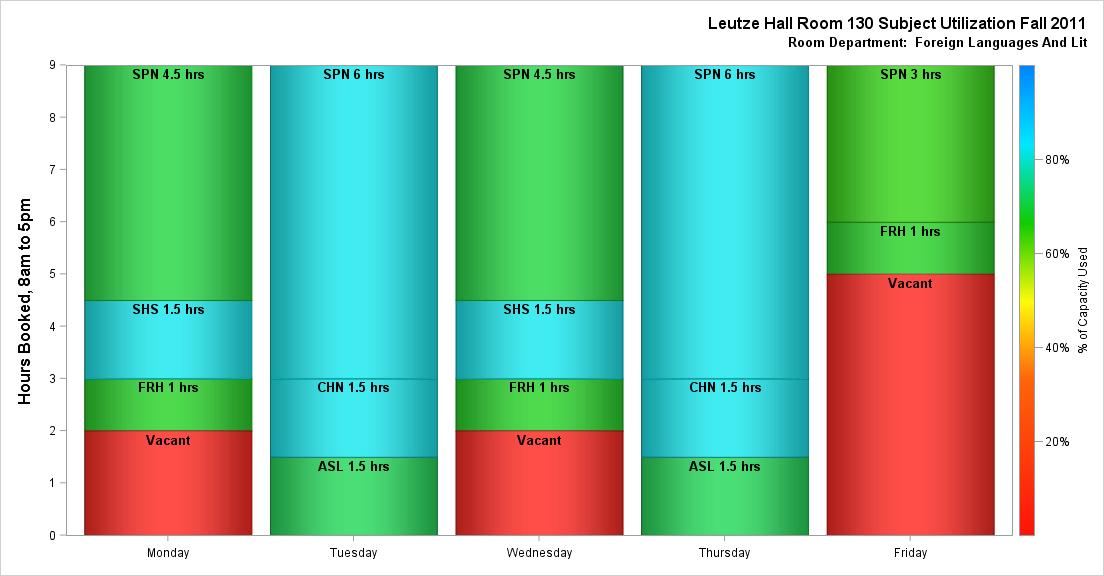 Leutze Hall Room 130 Subject Utilization Fall 2011
Room Department:  Foreign Languages And Lit
Hours Booked, 8am to 5pm
9
8
7
6
5
4
3
2
1
0
SPN 4.5 hrs
SHS 1.5 hrs
FRH 1 hrs
Vacant
SPN 6 hrs
CHN 1.5 hrs
ASL 1.5 hrs
SPN 4.5 hrs
SHS 1.5 hrs
FRH 1 hrs
Vacant
SPN 6 hrs
CHN 1.5 hrs
ASL 1.5 hrs
SPN 3 hrs
FRH 1 hrs
Vacant
Monday
Tuesday
Wednesday
Thursday
Friday
80%
60%
40%
20%
% of Capacity Used